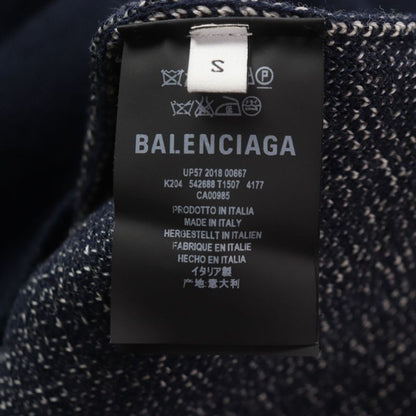 S
P
BALENCIAGA
UP57 2018 00667
K204 542688 T1507 4177
CA00985
PRODOTTO IN ITALIA
MADE IN ITALY
HERGESTELLT IN ITALIEN
FABRIQUE EN ITALIE
HECHO EN ITALIA
イタリア製
产地:意大利